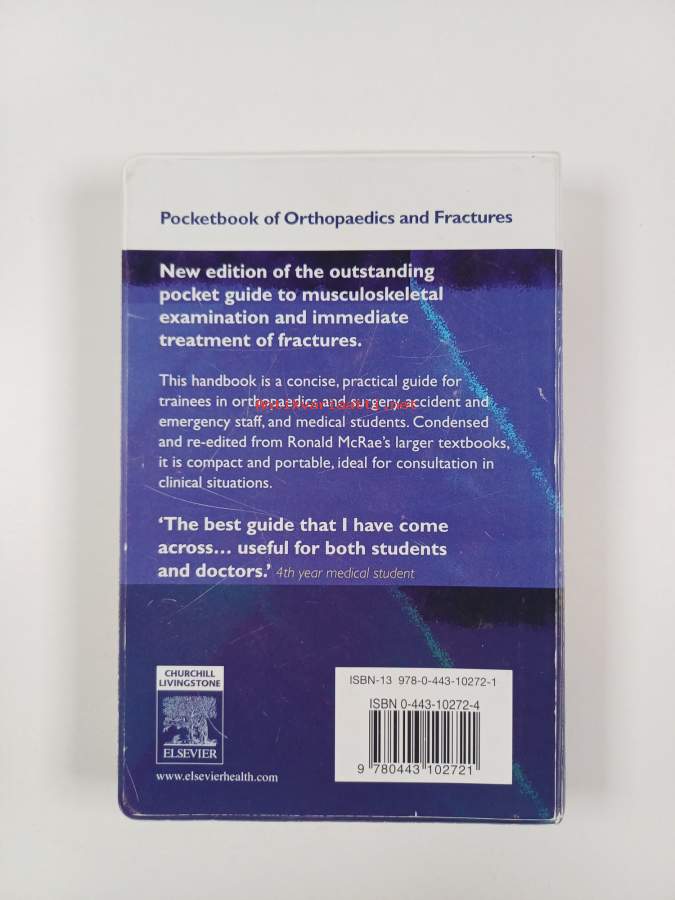 Pocketbook of Orthopaedics and Fractures
New edition of the outstanding
pocket guide to musculoskeletal
examination and immediate
treatment of fractures.
This handbook is a concise, practical guide for
trainees in orthopaedics and surgery, accident and
emergency staff, and medical students. Condensed
and re-edited from Ronald McRae's larger textbooks,
it is compact and portable, ideal for consultation in
clinical situations.
‘The best guide that I have come
across... useful for both students
and doctors.’ 4th year medical student
CHURCHILL
LIVINGSTONE
ELSEVIER
www.elsevierhealth.com
ISBN-13 978-0-443-10272-1
ISBN 0-443-10272-4
9 780443 102721